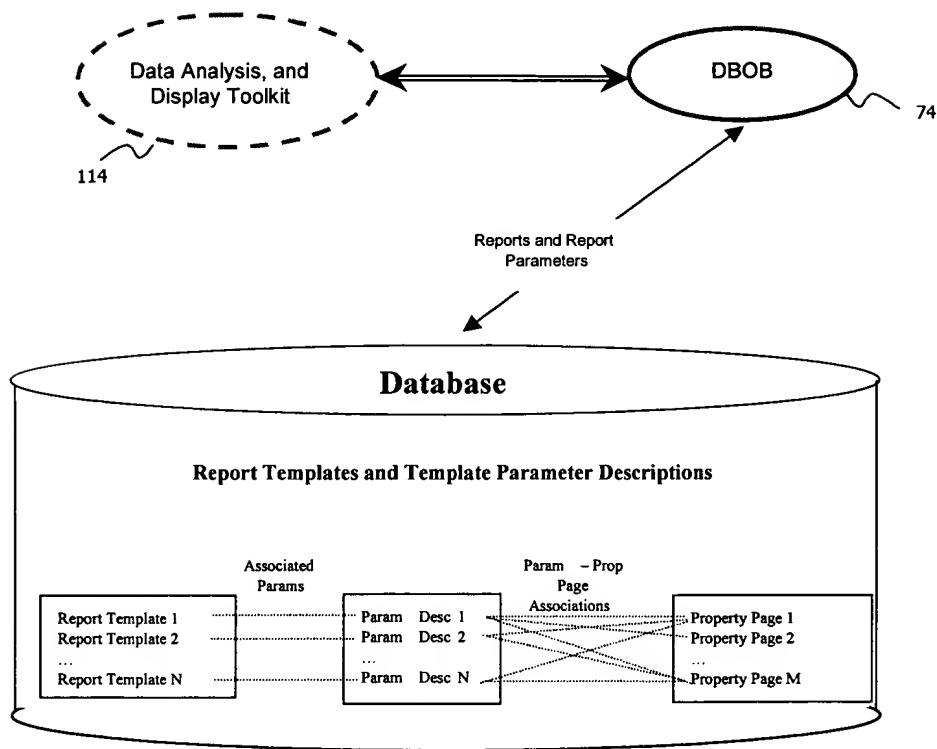 Data Analysis, and
Display Toolkit
DBOB
114
74
Reports and Report
Parameters
Database
Report Templates and Template Parameter Descriptions
Associated
Params
Param – Prop
Page
Associations
Report Template 1
Report Template 2
...
Report Template N
Param Desc 1
Param Desc 2
...
Param Desc N
Property Page 1
Property Page 2
...
Property Page M